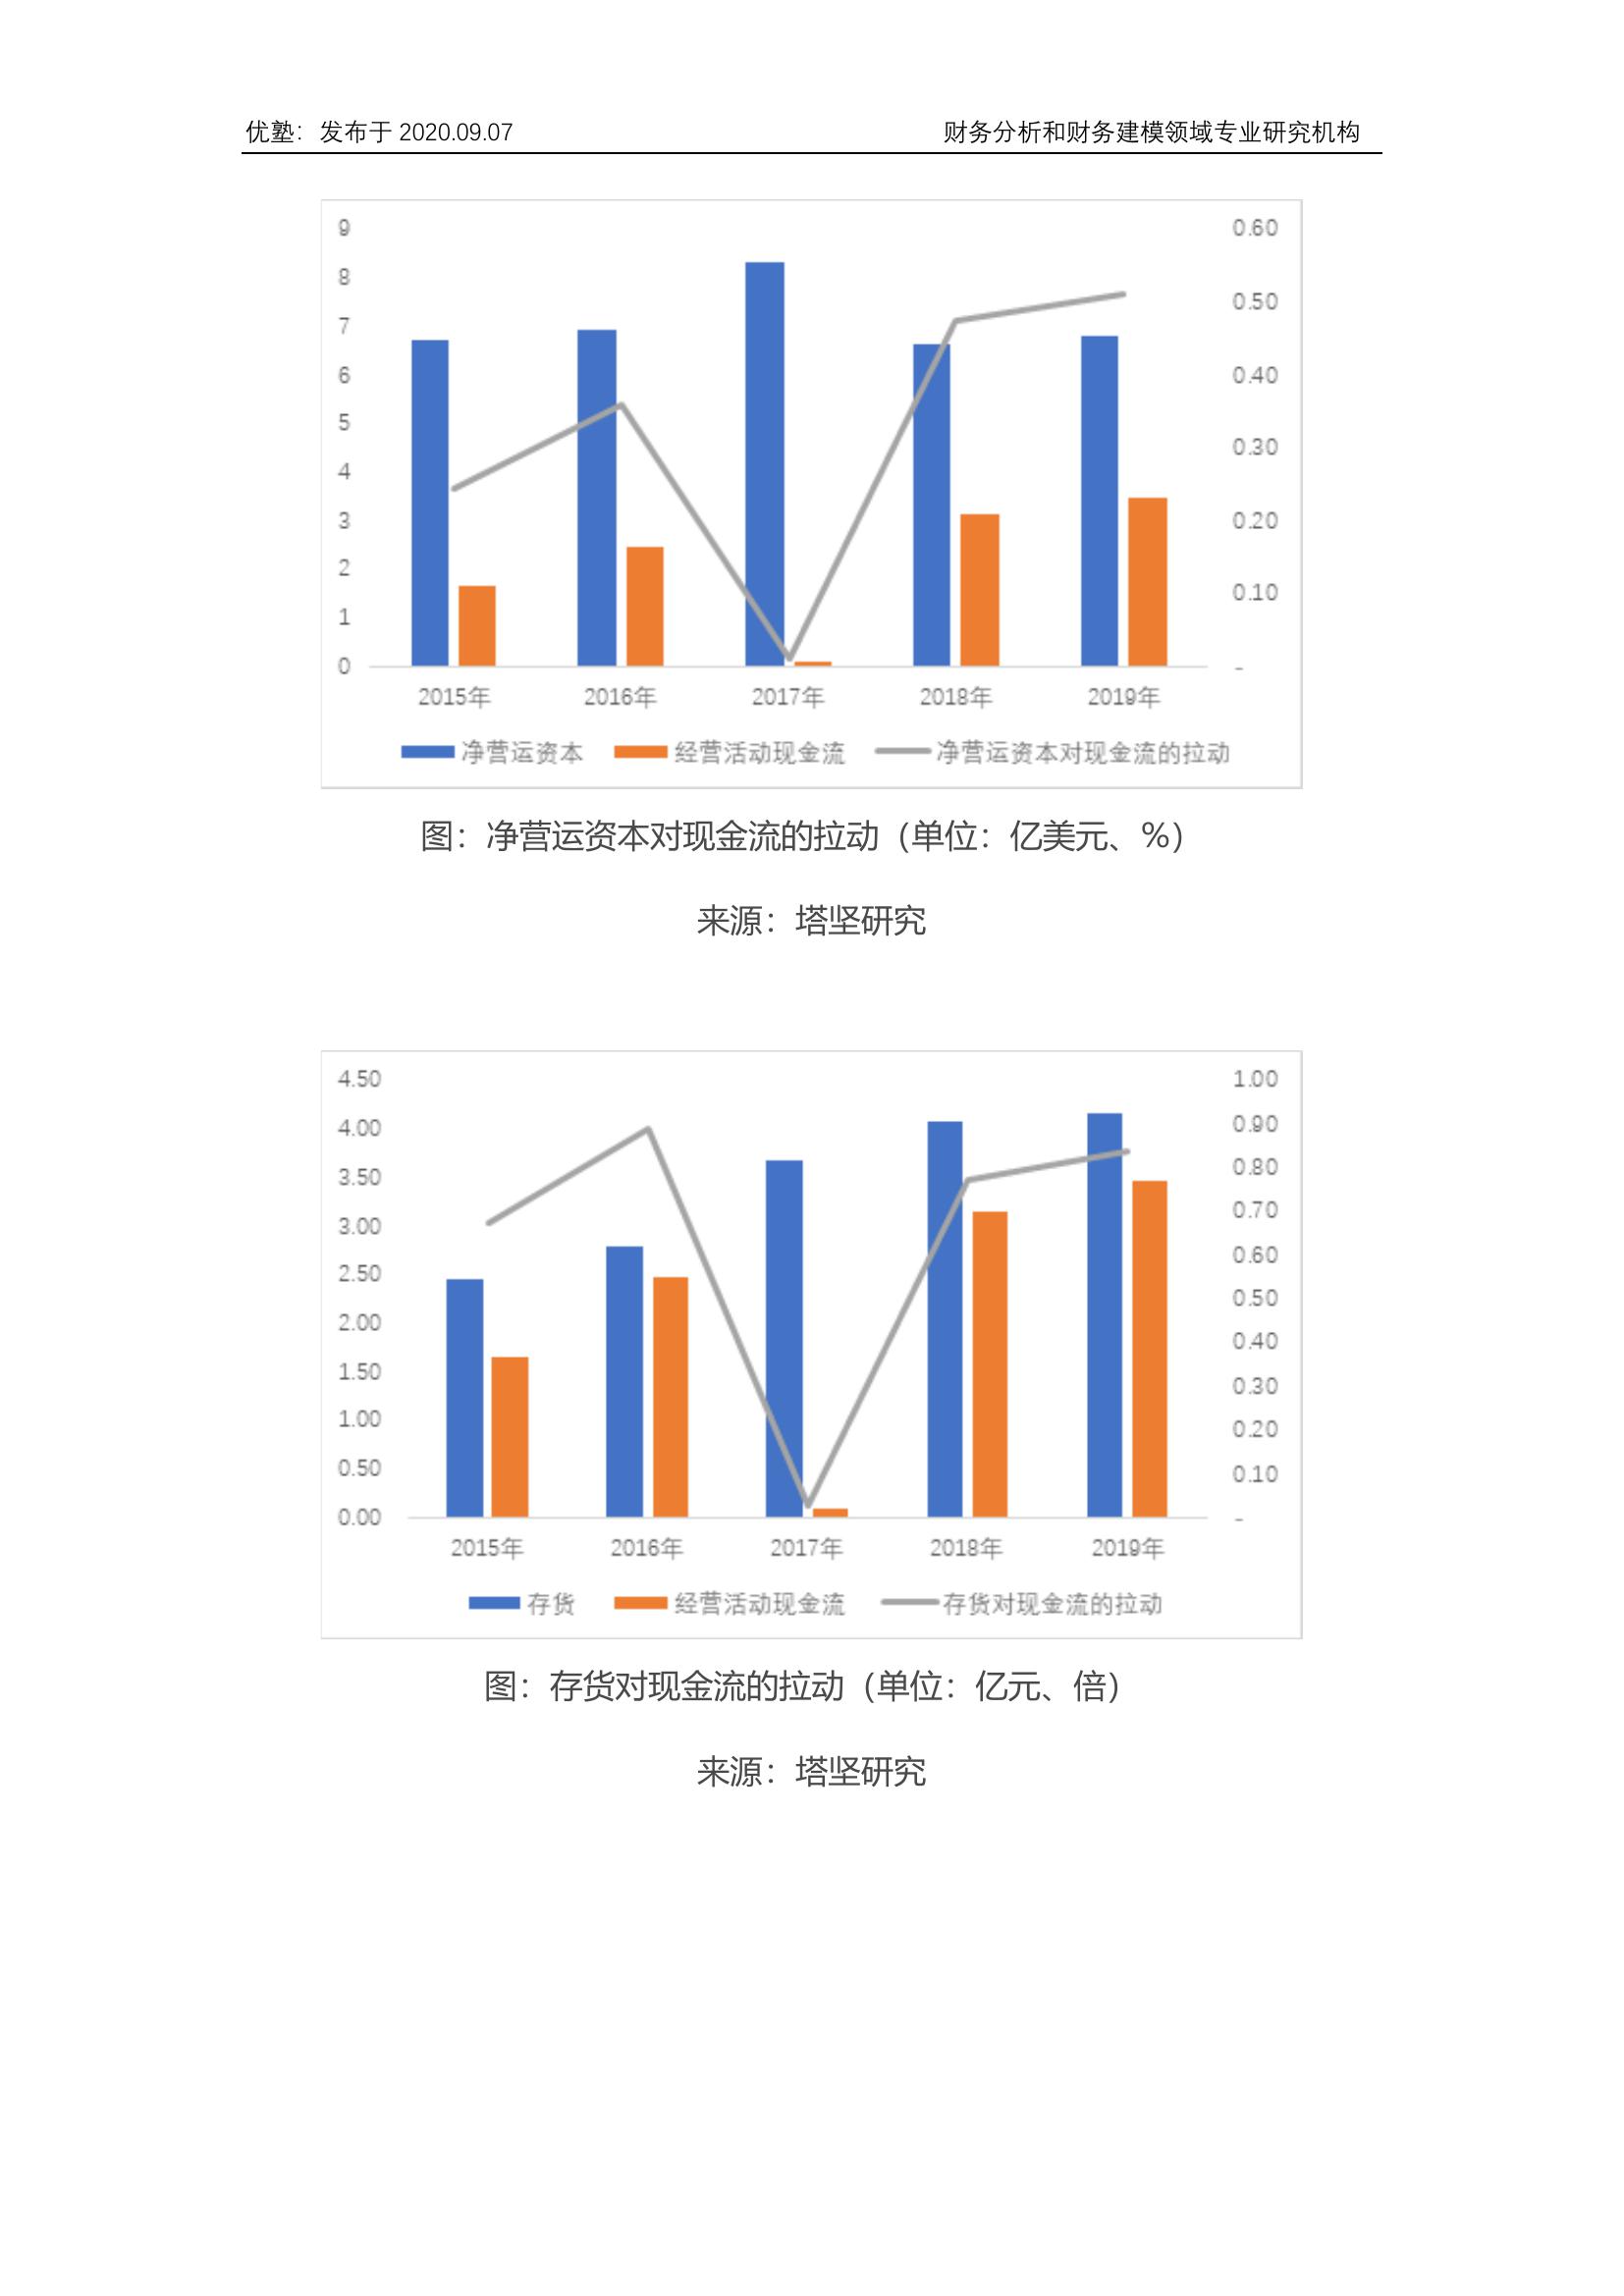 优塾：发布于 2020.09.07 财务分析和财务建模领域专业研究机构
9 0.60
8
7 0.50
6 0.40
5
4 0.30
3 0.20
2
1 0.10
0 -
2015年 2016年 2017年 2018年 2019年
净营运资本 经营活动现金流 净营运资本对现金流的拉动
图：净营运资本对现金流的拉动（单位：亿美元、%）
来源：塔坚研究
4.50 1.00
4.00 0.90
3.50 0.80
3.00 0.70
2.50 0.60
2.00 0.50
1.50 0.40
1.00 0.30
0.50 0.20
0.00 0.10
-
2015年 2016年 2017年 2018年 2019年
存货 经营活动现金流 存货对现金流的拉动
图：存货对现金流的拉动（单位：亿元、倍）
来源：塔坚研究